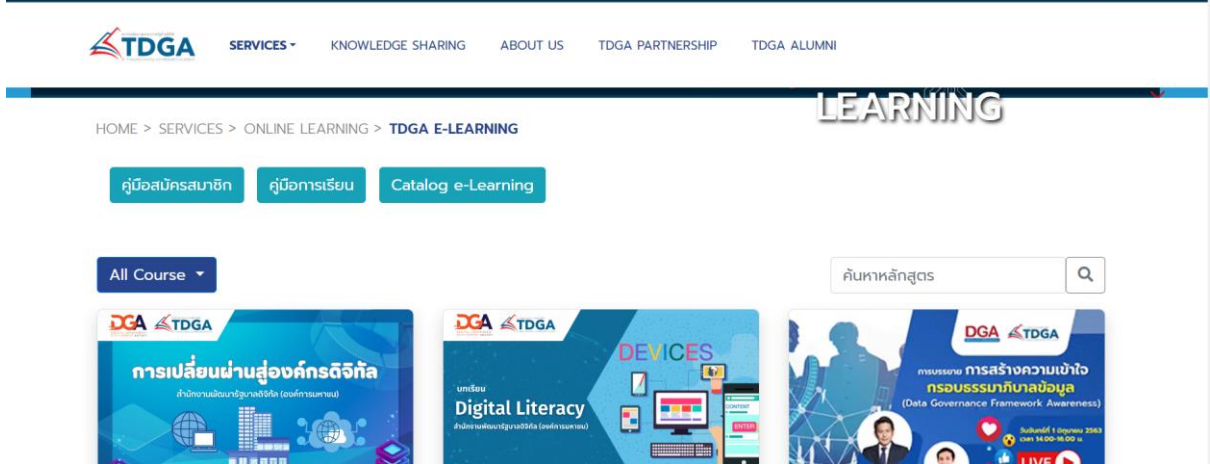 TDGA
SERVICES
KNOWLEDGE SHARING
ABOUT US
TDGA PARTNERSHIP
TDGA ALUMNI
LEARNING
HOME > SERVICES > ONLINE LEARNING > TDGA E-LEARNING
คู่มือสมัครสมาชิก
คู่มือการเรียน
Catalog e-Learning
All Course
ค้นหาหลักสูตร
DGA TDGA
การเปลี่ยนผ่านสู่องค์กรดิจิทัล
สำนักงานพัฒนารัฐบาลดิจิทัล (องค์การมหาชน)
DGA TDGA
DEVICES
บทเรียน
Digital Literacy
สำนักงานพัฒนารัฐบาลดิจิทัล (องค์การมหาชน)
CONTENT
ENTER
DGA TDGA
การบรรยาย การสร้างความเข้าใจ
กรอบธรรมาภิบาลข้อมูล
(Data Governance Framework Awareness)
วันจันทร์ที่ 1 มิถุนายน 2563
เวลา 14.00-16.00 น.
LIVE